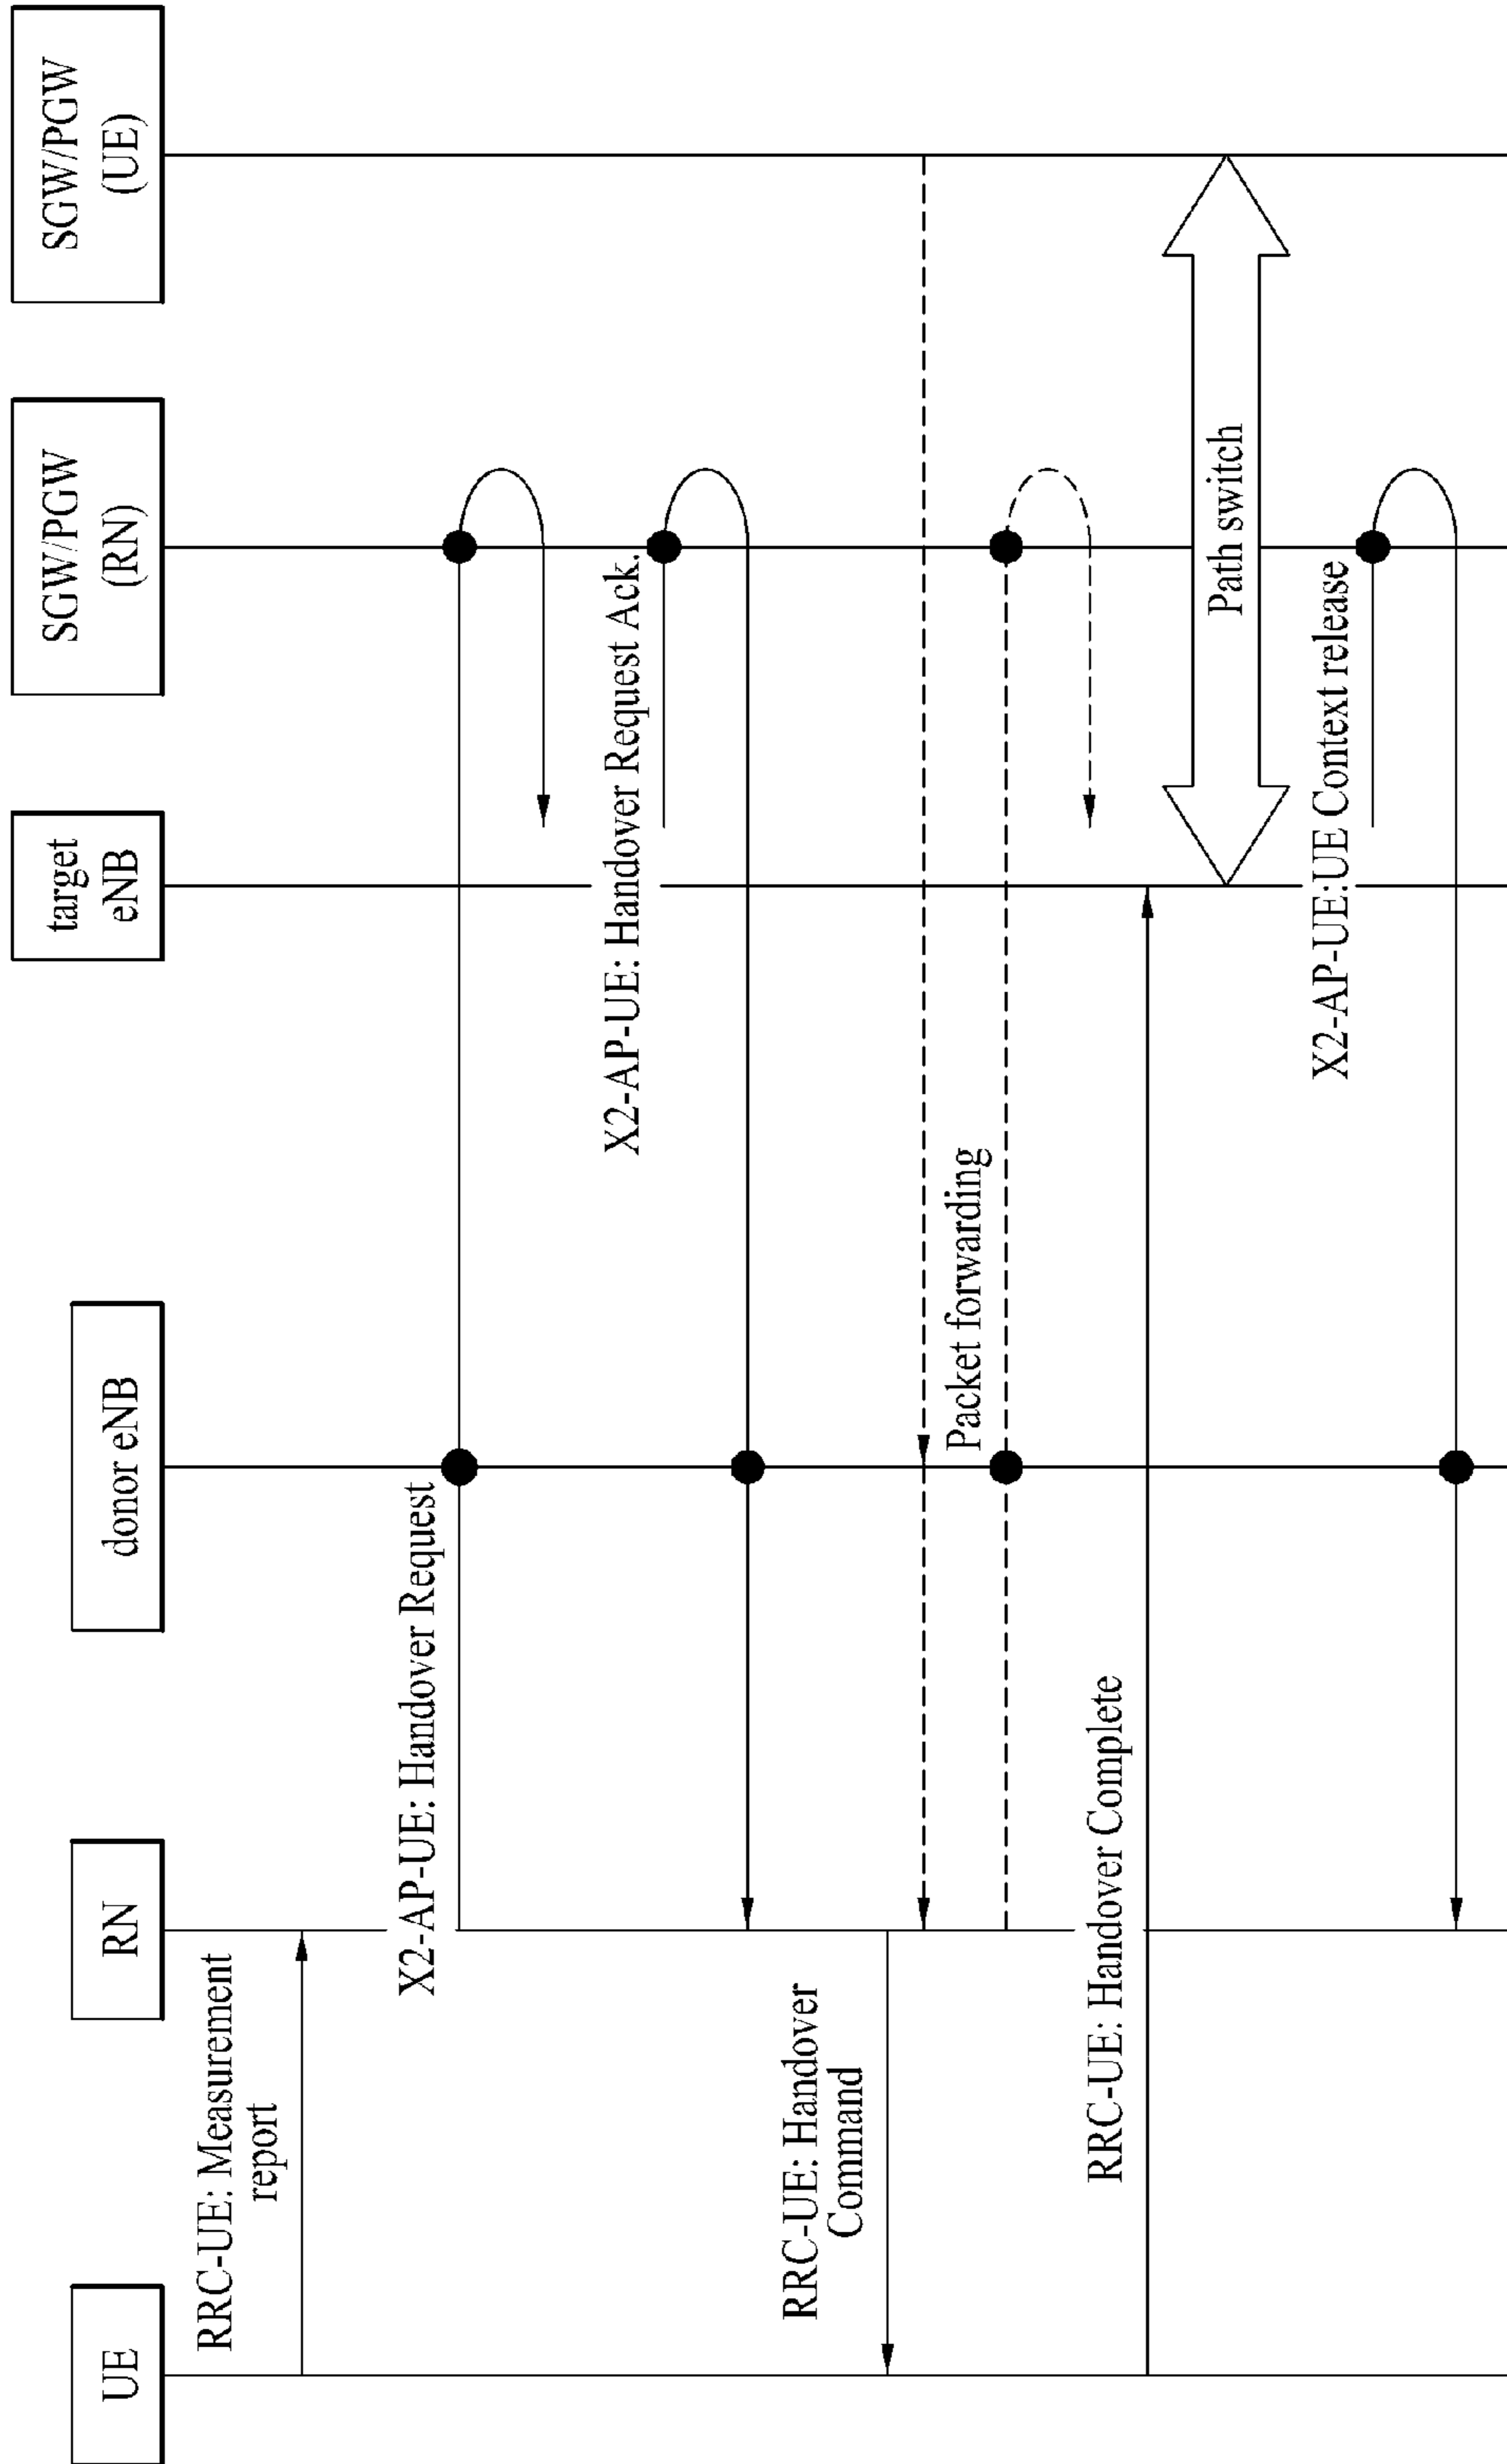 UE
RN
donor eNB
target
eNB
SGW/PGW
(RN)
SGW/PGW
(UE)
RRC-UE: Measurement
report
X2-AP-UE: Handover Request
X2-AP-UE: Handover Request Ack.
RRC-UE: Handover
Command
Packet forwarding
RRC-UE: Handover Complete
Path switch
X2-AP-UE:UE Context release